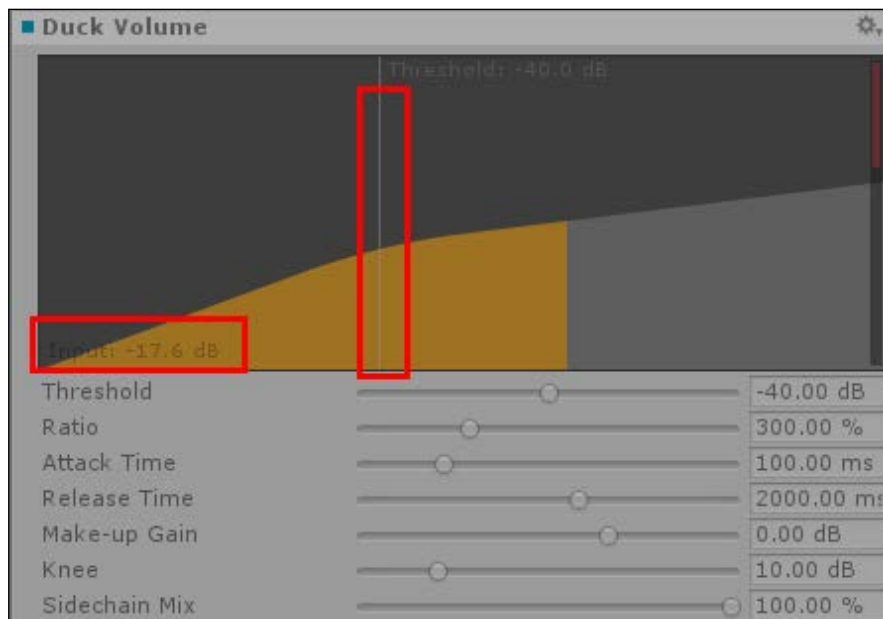 Duck Volume
Threshold: -40.0 dB
Input: -17.6 dB
Threshold -40.00 dB
Ratio 300.00 %
Attack Time 100.00 ms
Release Time 2000.00 ms
Make-up Gain 0.00 dB
Knee 10.00 dB
Sidechain Mix 100.00 %